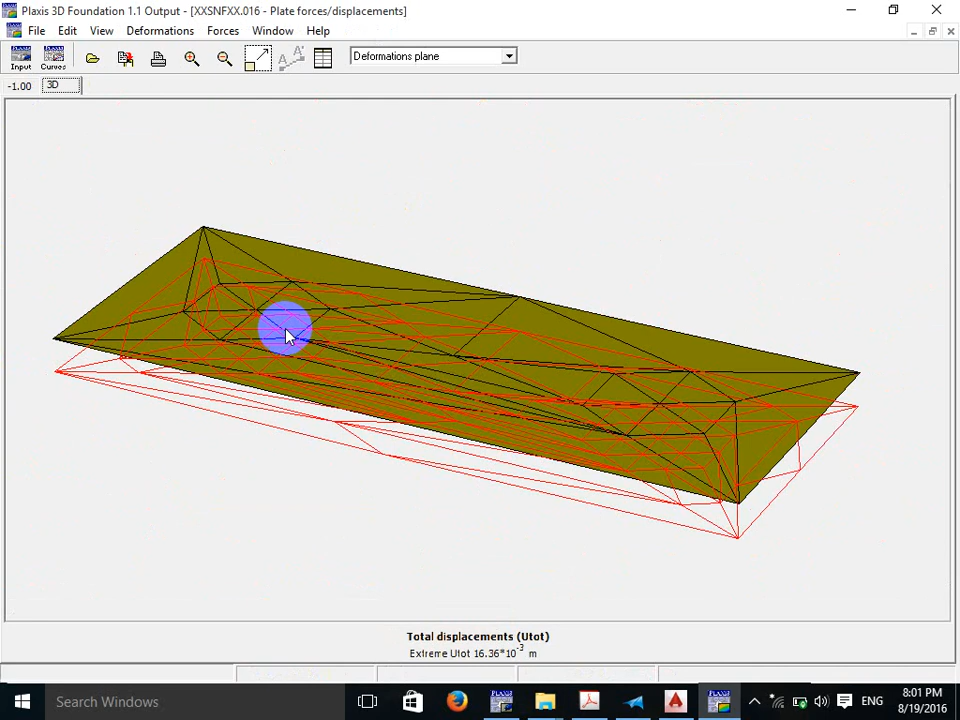 Plaxis 3D Foundation 1.1 Output - [XXSNFXX.016 - Plate forces/displacements]
File Edit View Deformations Forces Window Help
PLAXIS PLAXIS
Input Curves
Deformations plane
-1.00 3D
Total displacements (Utot)
Extreme Utot 16.36*10-3 m
Search Windows
ENG
8:01 PM
8/19/2016